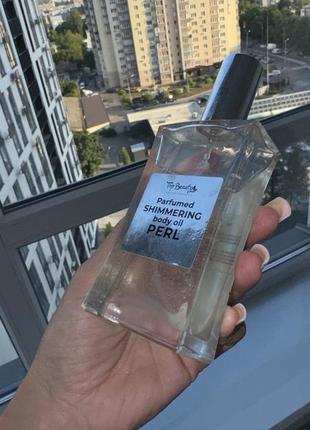 Top Beauty
Parfumed
SHIMMERING
body oil
PERL